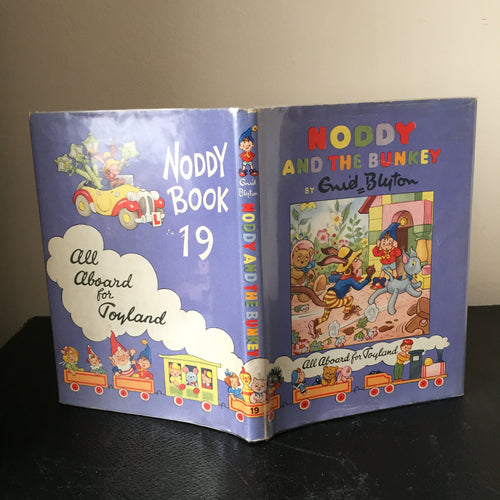 NODDY
BOOK
19
All
Aboard
for
Toyland
L
Enid
Blyton
NODDY AND THE BUNKEY
19
NODDY
AND THE BUNKEY
BY Enid Blyton
All Aboard for Toyland